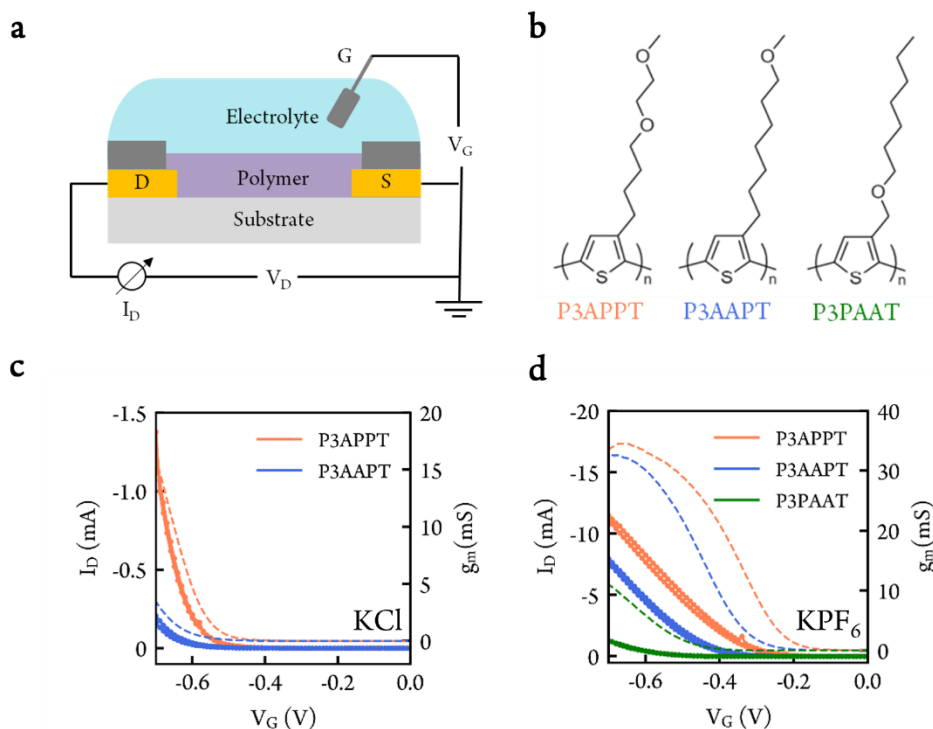 a
G
Electrolyte
V_G
D
Polymer
S
Substrate
V_D
I_D
b
O
O
S
n
P3APPT
O
S
n
P3AAPT
O
S
n
P3PAAT
c
-1.5
-1.0
-0.5
0
I_D (mA)
20
15
10
5
0
g_m (mS)
P3APPT
P3AAPT
KCl
-0.6
-0.4
-0.2
0.0
V_G (V)
d
-20
-15
-10
-5
0
I_D (mA)
40
30
20
10
0
g_m (mS)
P3APPT
P3AAPT
P3PAAT
KPF₆
-0.6
-0.4
-0.2
0.0
V_G (V)